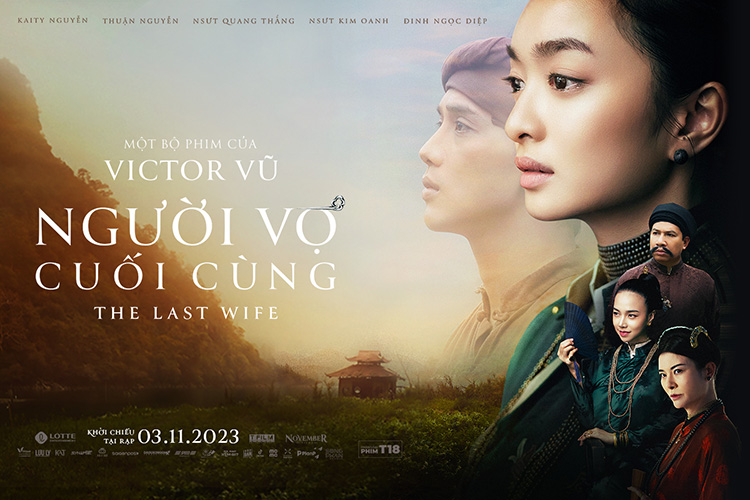 KAITY NGUYỄN THUẬN NGUYỄN NSƯT QUANG THẮNG NSƯT KIM OANH ĐINH NGỌC DIỆP
MỘT BỘ PHIM CỦA
VICTOR VŨ
NGƯỜI VỢ
CUỐI CÙNG
THE LAST WIFE
KHỞI CHIẾU
TẠI RẠP
03.11.2023
LOTTE
NOVEMBER
PHIM T18